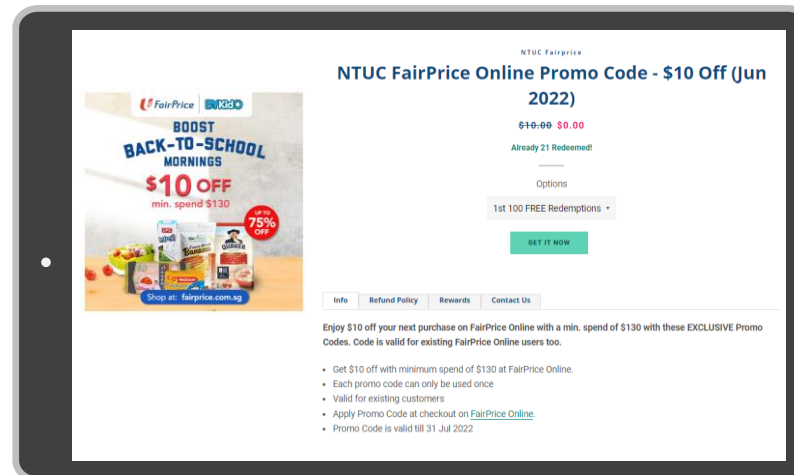 FairPrice BYKidO
BOOST
BACK-TO-SCHOOL
MORNINGS
$10 OFF
min. spend $130
UP TO
75%
OFF
QUAKER
Shop at: fairprice.com.sg
NTUC Fairprice
NTUC FairPrice Online Promo Code - $10 Off (Jun
2022)
$10.00 $0.00
Already 21 Redeemed!
Options
1st 100 FREE Redemptions
GET IT NOW
Info Refund Policy Rewards Contact Us
Enjoy $10 off your next purchase on FairPrice Online with a min. spend of $130 with these EXCLUSIVE Promo
Codes. Code is valid for existing FairPrice Online users too.
• Get $10 off with minimum spend of $130 at FairPrice Online.
• Each promo code can only be used once
• Valid for existing customers
• Apply Promo Code at checkout on FairPrice Online.
• Promo Code is valid till 31 Jul 2022